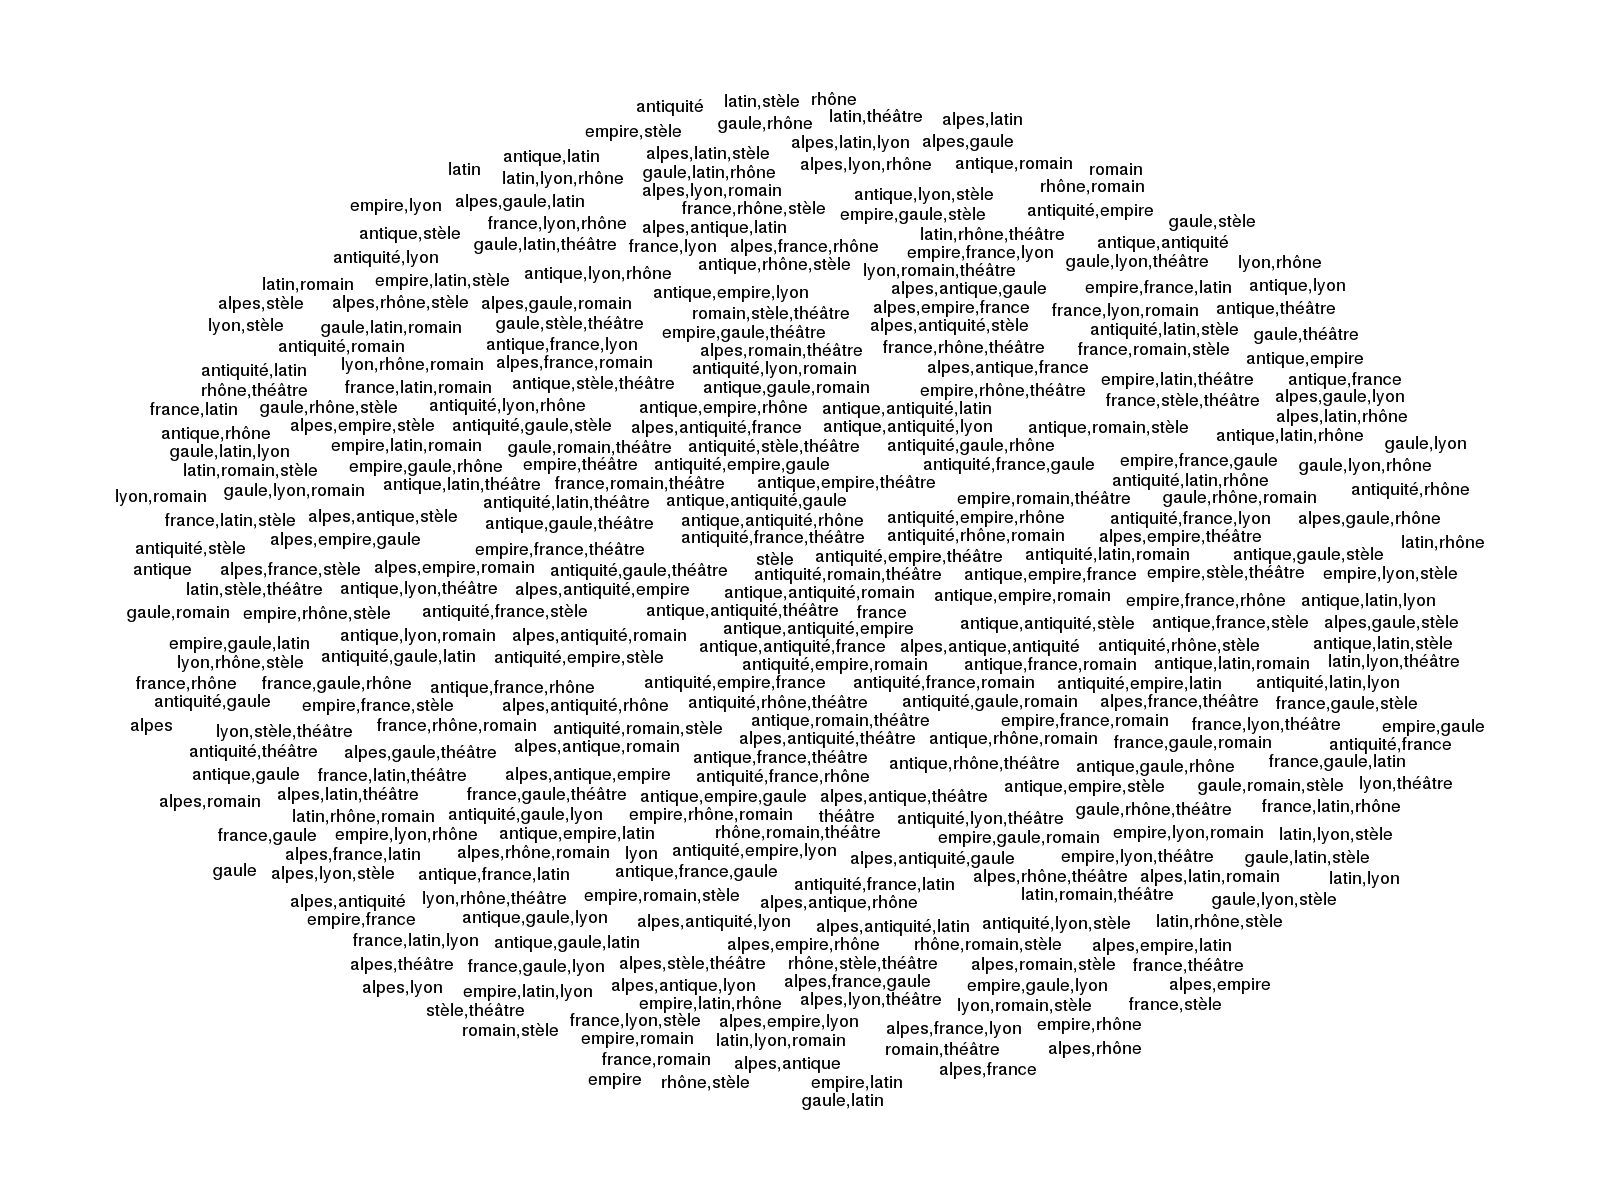 antiquité latin,stèle rhône
empire,stèle gaule,rhône latin,théâtre alpes,latin
alpes,latin,lyon alpes,gaule
latin antique,latin alpes,latin,stèle alpes,lyon,rhône antique,romain romain
latin,lyon,rhône gaule,latin,rhône
alpes,lyon,romain antique,lyon,stèle rhône,romain
empire,lyon alpes,gaule,latin france,rhône,stèle empire,gaule,stèle antiquité,empire gaule,stèle
antique,stèle france,lyon,rhône alpes,antique,latin latin,rhône,théâtre
gaule,latin,théâtre france,lyon alpes,france,rhône empire,france,lyon antique,antiquité
antiquité,lyon antique,rhône,stèle lyon,romain,théâtre gaule,lyon,théâtre lyon,rhône
latin,romain empire,latin,stèle antique,lyon,rhône antique,empire,lyon alpes,antique,gaule empire,france,latin antique,lyon
alpes,stèle alpes,rhône,stèle alpes,gaule,romain romain,stèle,théâtre alpes,empire,france france,lyon,romain antique,théâtre
lyon,stèle gaule,latin,romain gaule,stèle,théâtre empire,gaule,théâtre alpes,antiquité,stèle antiquité,latin,stèle gaule,théâtre
antiquité,romain antique,france,lyon alpes,romain,théâtre france,rhône,théâtre france,romain,stèle antique,empire
antiquité,latin lyon,rhône,romain alpes,france,romain antiquité,lyon,romain alpes,antique,france
rhône,théâtre france,latin,romain antique,stèle,théâtre antique,gaule,romain empire,rhône,théâtre empire,latin,théâtre antique,france
france,latin gaule,rhône,stèle antiquité,lyon,rhône antique,empire,rhône antique,antiquité,latin france,stèle,théâtre alpes,gaule,lyon
antique,rhône alpes,empire,stèle antiquité,gaule,stèle alpes,antiquité,france antique,antiquité,lyon antique,romain,stèle alpes,latin,rhône
gaule,latin,lyon empire,latin,romain gaule,romain,théâtre antiquité,stèle,théâtre antiquité,gaule,rhône antique,latin,rhône gaule,lyon
latin,romain,stèle empire,gaule,rhône empire,théâtre antiquité,empire,gaule antiquité,france,gaule empire,france,gaule gaule,lyon,rhône
lyon,romain gaule,lyon,romain antique,latin,théâtre france,romain,théâtre antique,empire,théâtre antiquité,latin,rhône antiquité,rhône
antiquité,latin,théâtre antique,antiquité,gaule empire,romain,théâtre gaule,rhône,romain
france,latin,stèle alpes,antique,stèle antique,gaule,théâtre antique,antiquité,rhône antiquité,empire,rhône antiquité,france,lyon alpes,gaule,rhône
antiquité,stèle alpes,empire,gaule empire,france,théâtre antiquité,france,théâtre antiquité,rhône,romain alpes,empire,théâtre latin,rhône
antique alpes,france,stèle alpes,empire,romain antiquité,gaule,théâtre stèle antiquité,empire,théâtre antiquité,latin,romain antique,gaule,stèle
antiquité,romain,théâtre antique,empire,france empire,stèle,théâtre empire,lyon,stèle
latin,stèle,théâtre antique,lyon,théâtre alpes,antiquité,empire antique,antiquité,romain antique,empire,romain empire,france,rhône antique,latin,lyon
gaule,romain empire,rhône,stèle antiquité,france,stèle antique,antiquité,théâtre france antique,antiquité,stèle antique,france,stèle alpes,gaule,stèle
empire,gaule,latin antique,lyon,romain alpes,antiquité,romain antique,antiquité,empire antique,latin,stèle
lyon,rhône,stèle antiquité,gaule,latin antiquité,empire,stèle antique,antiquité,france alpes,antique,antiquité antiquité,rhône,stèle
antiquité,empire,romain antique,france,romain antique,latin,romain latin,lyon,théâtre
france,rhône france,gaule,rhône antique,france,rhône antiquité,empire,france antiquité,france,romain antiquité,empire,latin antiquité,latin,lyon
antiquité,gaule empire,france,stèle alpes,antiquité,rhône antiquité,rhône,théâtre antiquité,gaule,romain alpes,france,théâtre france,gaule,stèle
alpes lyon,stèle,théâtre france,rhône,romain antiquité,romain,stèle antique,romain,théâtre empire,france,romain france,lyon,théâtre empire,gaule
antiquité,théâtre alpes,gaule,théâtre alpes,antique,romain alpes,antiquité,théâtre antique,rhône,romain france,gaule,romain antiquité,france
antique,france,théâtre antique,rhône,théâtre antique,gaule,rhône france,gaule,latin
antique,gaule france,latin,théâtre alpes,antique,empire antiquité,france,rhône antique,empire,stèle gaule,romain,stèle lyon,théâtre
alpes,romain alpes,latin,théâtre france,gaule,théâtre antique,empire,gaule alpes,antique,théâtre
latin,rhône,romain antiquité,gaule,lyon empire,rhône,romain théâtre antiquité,lyon,théâtre gaule,rhône,théâtre france,latin,rhône
france,gaule empire,lyon,rhône antique,empire,latin rhône,romain,théâtre empire,gaule,romain empire,lyon,romain latin,lyon,stèle
alpes,france,latin alpes,rhône,romain lyon antiquité,empire,lyon alpes,antiquité,gaule empire,lyon,théâtre gaule,latin,stèle
gaule alpes,lyon,stèle antique,france,latin antique,france,gaule alpes,rhône,théâtre alpes,latin,romain latin,lyon
antiquité,france,latin
alpes,antiquité lyon,rhône,théâtre empire,romain,stèle alpes,antique,rhône latin,romain,théâtre gaule,lyon,stèle
empire,france antique,gaule,lyon alpes,antiquité,lyon alpes,antiquité,latin antiquité,lyon,stèle latin,rhône,stèle
france,latin,lyon antique,gaule,latin alpes,empire,rhône rhône,romain,stèle alpes,empire,latin
alpes,théâtre france,gaule,lyon alpes,stèle,théâtre rhône,stèle,théâtre alpes,romain,stèle france,théâtre
alpes,lyon empire,latin,lyon alpes,antique,lyon alpes,france,gaule empire,gaule,lyon alpes,empire
stèle,théâtre empire,latin,rhône alpes,lyon,théâtre lyon,romain,stèle france,stèle
romain,stèle france,lyon,stèle alpes,empire,lyon alpes,france,lyon empire,rhône
empire,romain latin,lyon,romain romain,théâtre alpes,rhône
france,romain alpes,antique alpes,france
empire rhône,stèle empire,latin
gaule,latin